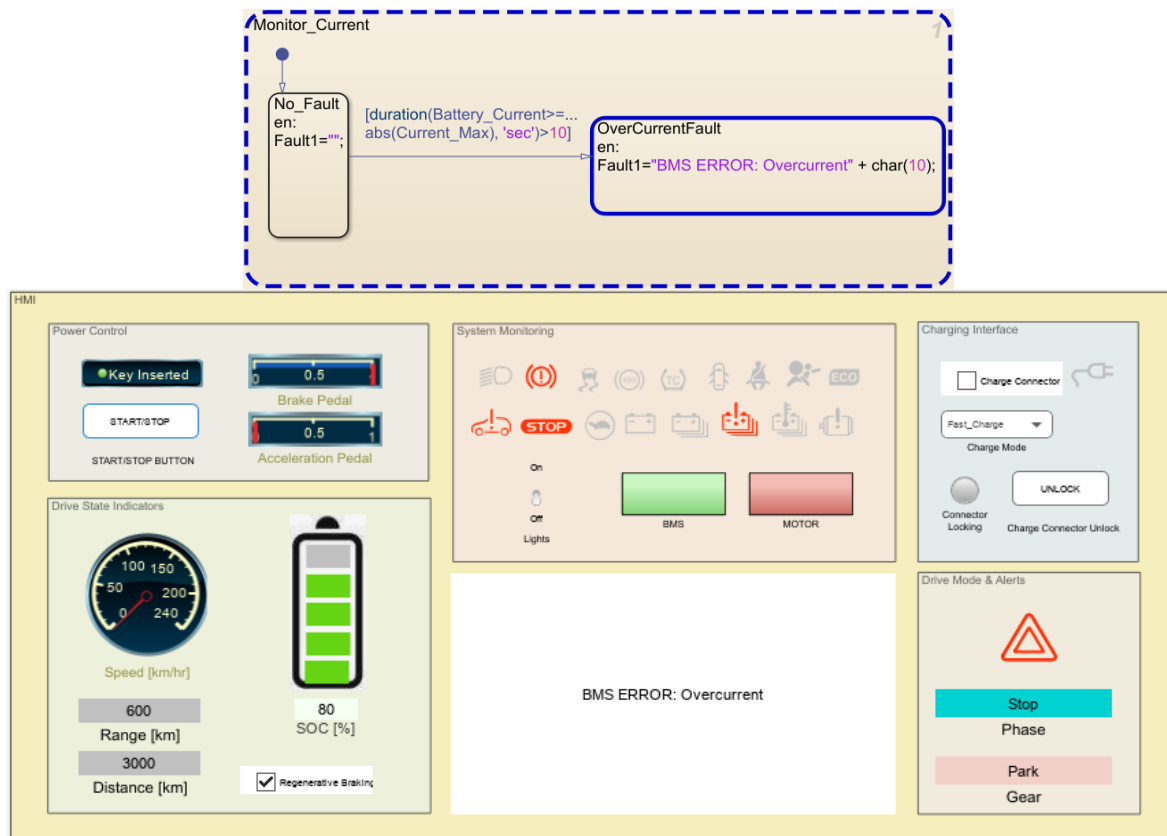 Monitor_Current
1
No_Fault
en:
Fault1="";
[duration(Battery_Current>=...
abs(Current_Max), 'sec')>10]
OverCurrentFault
en:
Fault1="BMS ERROR: Overcurrent" + char(10);
HMI
Power Control
Key Inserted
START/STOP
START/STOP BUTTON
0 0.5 1
Brake Pedal
0 0.5 1
Acceleration Pedal
System Monitoring
ABS
TC
ECO
STOP
On
Off
Lights
BMS
MOTOR
Charging Interface
Charge Connector
Fast_Charge
Charge Mode
Connector
Locking
UNLOCK
Charge Connector Unlock
Drive State Indicators
100 150
50 200
0 240
Speed [km/hr]
600
Range [km]
3000
Distance [km]
80
SOC [%]
Regenerative Braking
BMS ERROR: Overcurrent
Drive Mode & Alerts
Stop
Phase
Park
Gear